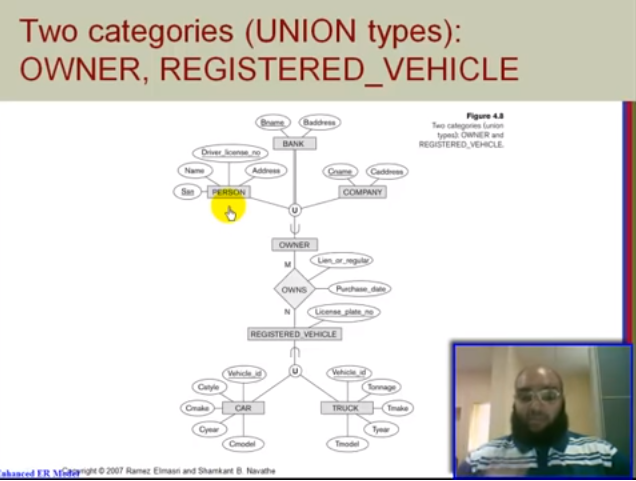 Two categories (UNION types):
OWNER, REGISTERED_VEHICLE
Figure 4.8
Two categories (union
types): OWNER and
REGISTERED_VEHICLE.
Bname
Baddress
BANK
Driver_license_no
Name
Address
Cname
Caddress
Ssn
PERSON
COMPANY
U
OWNER
M
Lien_or_regular
OWNS
Purchase_date
N
License_plate_no
REGISTERED_VEHICLE
U
Vehicle_id
Vehicle_id
Cstyle
Tonnage
Cmake
CAR
TRUCK
Tmake
Cyear
Tyear
Cmodel
Tmodel
Enhanced ER Model
Copyright © 2007 Ramez Elmasri and Shamkant B. Navathe